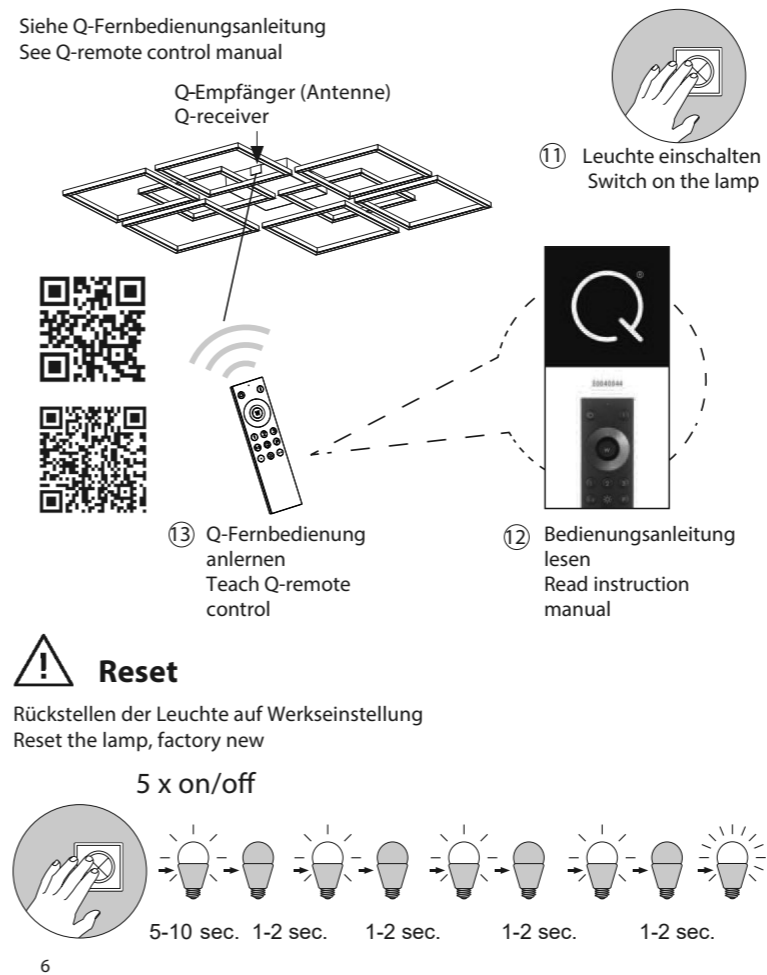 Siehe Q-Fernbedienungsanleitung
See Q-remote control manual
Q-Empfänger (Antenne)
Q-receiver
11 Leuchte einschalten
Switch on the lamp
Q
®
13 Q-Fernbedienung
anlernen
Teach Q-remote
control
12 Bedienungsanleitung
lesen
Read instruction
manual
Reset
Rückstellen der Leuchte auf Werkseinstellung
Reset the lamp, factory new
5 x on/off
5-10 sec. 1-2 sec. 1-2 sec. 1-2 sec. 1-2 sec.
6